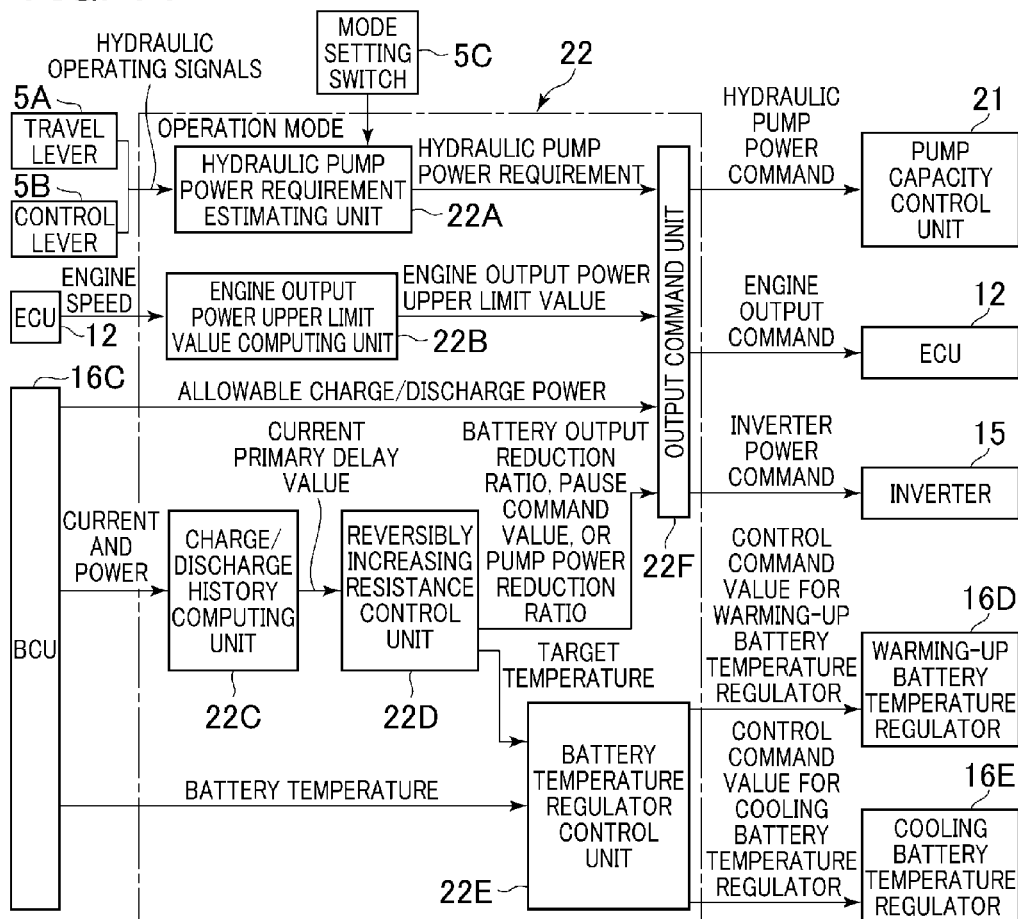 HYDRAULIC
OPERATING SIGNALS
MODE
SETTING
SWITCH
5C
22
5A
TRAVEL
LEVER
5B
CONTROL
LEVER
OPERATION MODE
HYDRAULIC PUMP
POWER REQUIREMENT
ESTIMATING UNIT
22A
HYDRAULIC PUMP
POWER REQUIREMENT
HYDRAULIC
PUMP
POWER
COMMAND
21
PUMP
CAPACITY
CONTROL
UNIT
ECU
12
ENGINE
SPEED
ENGINE OUTPUT
POWER UPPER LIMIT
VALUE COMPUTING UNIT
22B
ENGINE OUTPUT POWER
UPPER LIMIT VALUE
OUTPUT COMMAND UNIT
22F
ENGINE
OUTPUT
COMMAND
12
ECU
16C
BCU
ALLOWABLE CHARGE/DISCHARGE POWER
CURRENT
AND
POWER
CHARGE/
DISCHARGE
HISTORY
COMPUTING
UNIT
22C
CURRENT
PRIMARY DELAY
VALUE
REVERSIBLY
INCREASING
RESISTANCE
CONTROL
UNIT
22D
BATTERY OUTPUT
REDUCTION
RATIO, PAUSE
COMMAND
VALUE, OR
PUMP POWER
REDUCTION
RATIO
INVERTER
POWER
COMMAND
15
INVERTER
TARGET
TEMPERATURE
BATTERY TEMPERATURE
BATTERY
TEMPERATURE
REGULATOR
CONTROL
UNIT
22E
CONTROL
COMMAND
VALUE FOR
WARMING-UP
BATTERY
TEMPERATURE
REGULATOR
16D
WARMING-UP
BATTERY
TEMPERATURE
REGULATOR
CONTROL
COMMAND
VALUE FOR
COOLING
BATTERY
TEMPERATURE
REGULATOR
16E
COOLING
BATTERY
TEMPERATURE
REGULATOR